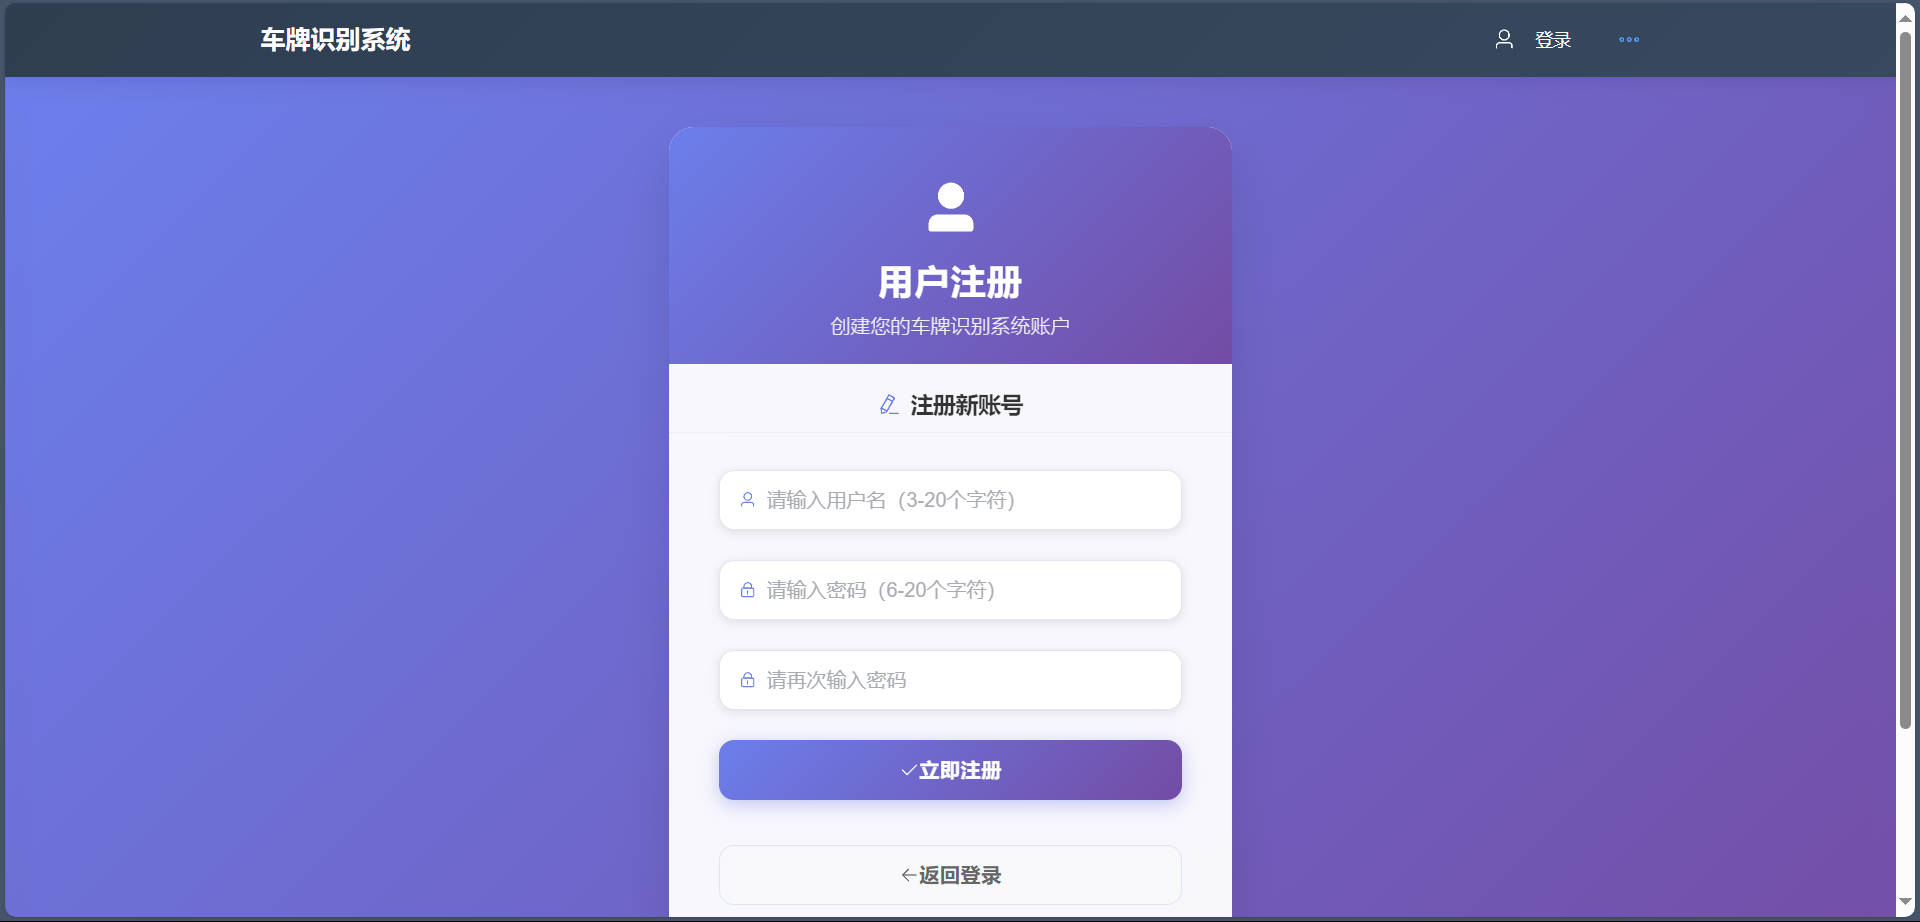 车牌识别系统
登录
用户注册
创建您的车牌识别系统账户
注册新账号
请输入用户名（3-20个字符）
请输入密码（6-20个字符）
请再次输入密码
立即注册
返回登录